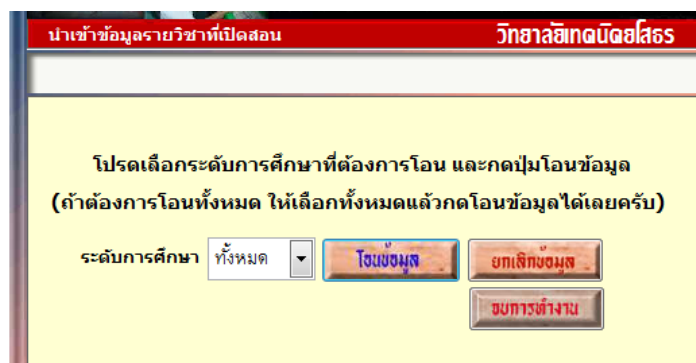 นำเข้าข้อมูลรายวิชาที่เปิดสอน วิทยาลัยเทคนิคยโสธร
โปรดเลือกระดับการศึกษาที่ต้องการโอน และกดปุ่มโอนข้อมูล
(ถ้าต้องการโอนทั้งหมด ให้เลือกทั้งหมดแล้วกดโอนข้อมูลได้เลยครับ)
ระดับการศึกษา ทั้งหมด โอนข้อมูล ยกเลิกข้อมูล
จบการทำงาน